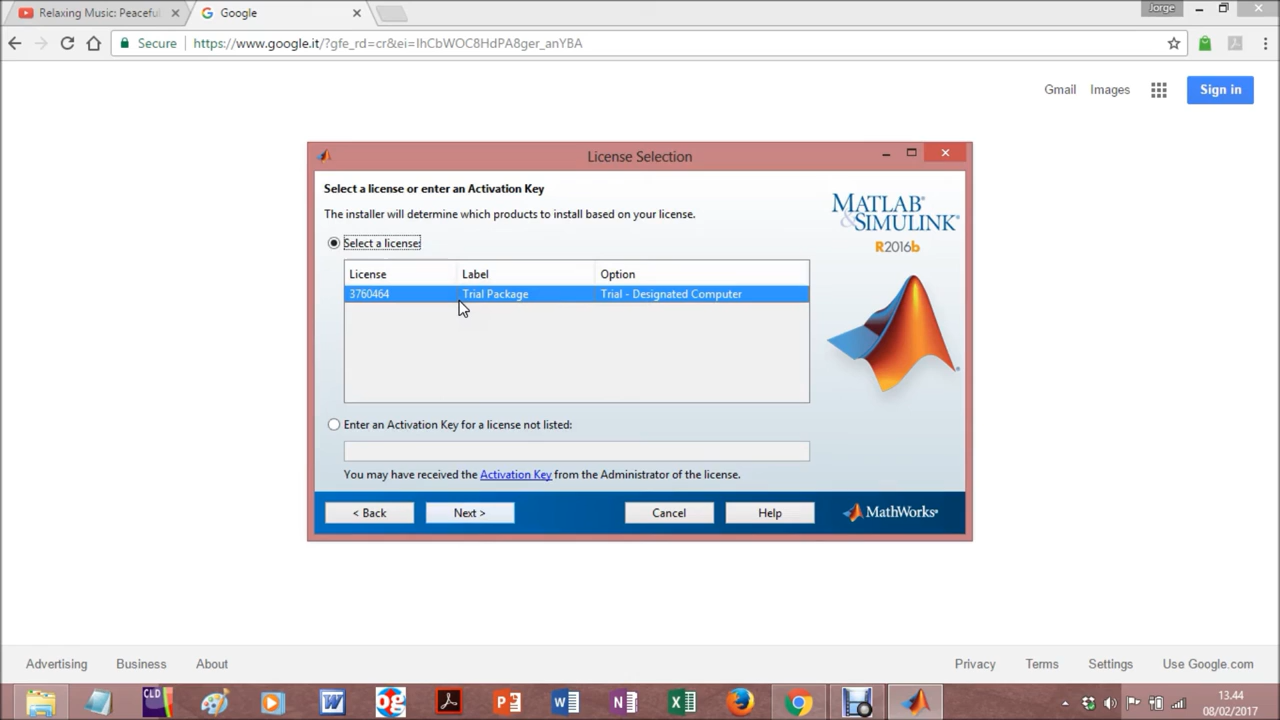 Relaxing Music: Peaceful
Google
Jorge
Secure
https://www.google.it/?gfe_rd=cr&ei=IhCbWOC8HdPA8ger_anYBA
Gmail Images Sign in
License Selection
Select a license or enter an Activation Key
The installer will determine which products to install based on your license.
MATLAB®
&SIMULINK®
R2016b
Select a license:
License Label Option
3760464 Trial Package Trial - Designated Computer
Enter an Activation Key for a license not listed:
You may have received the Activation Key from the Administrator of the license.
< Back Next > Cancel Help MathWorks®
Advertising Business About Privacy Terms Settings Use Google.com
CLD
og
13.44
08/02/2017